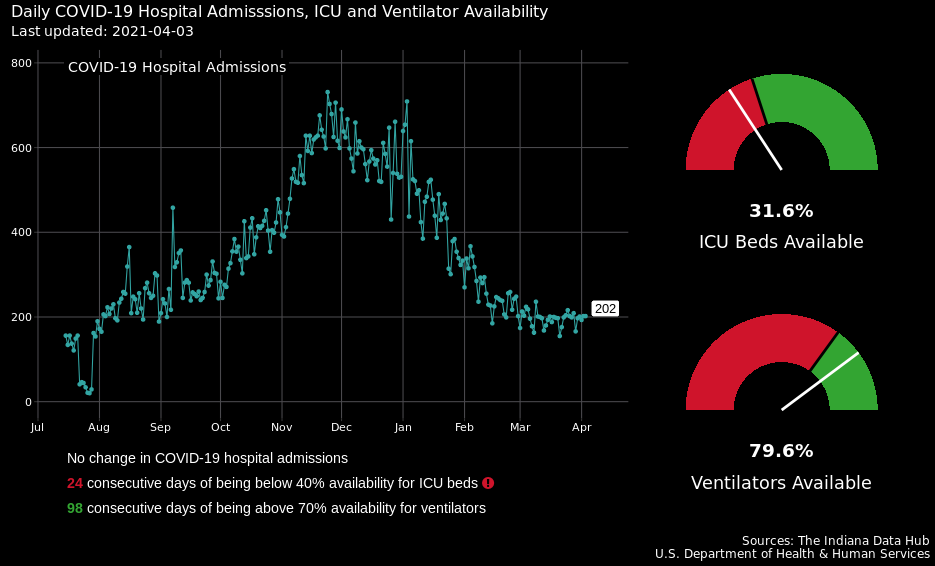 Daily COVID-19 Hospital Admisssions, ICU and Ventilator Availability
Last updated: 2021-04-03
COVID-19 Hospital Admissions
800
600
400
200
0
202
Jul Aug Sep Oct Nov Dec Jan Feb Mar Apr
No change in COVID-19 hospital admissions
24 consecutive days of being below 40% availability for ICU beds !
98 consecutive days of being above 70% availability for ventilators
31.6%
ICU Beds Available
79.6%
Ventilators Available
Sources: The Indiana Data Hub
U.S. Department of Health & Human Services